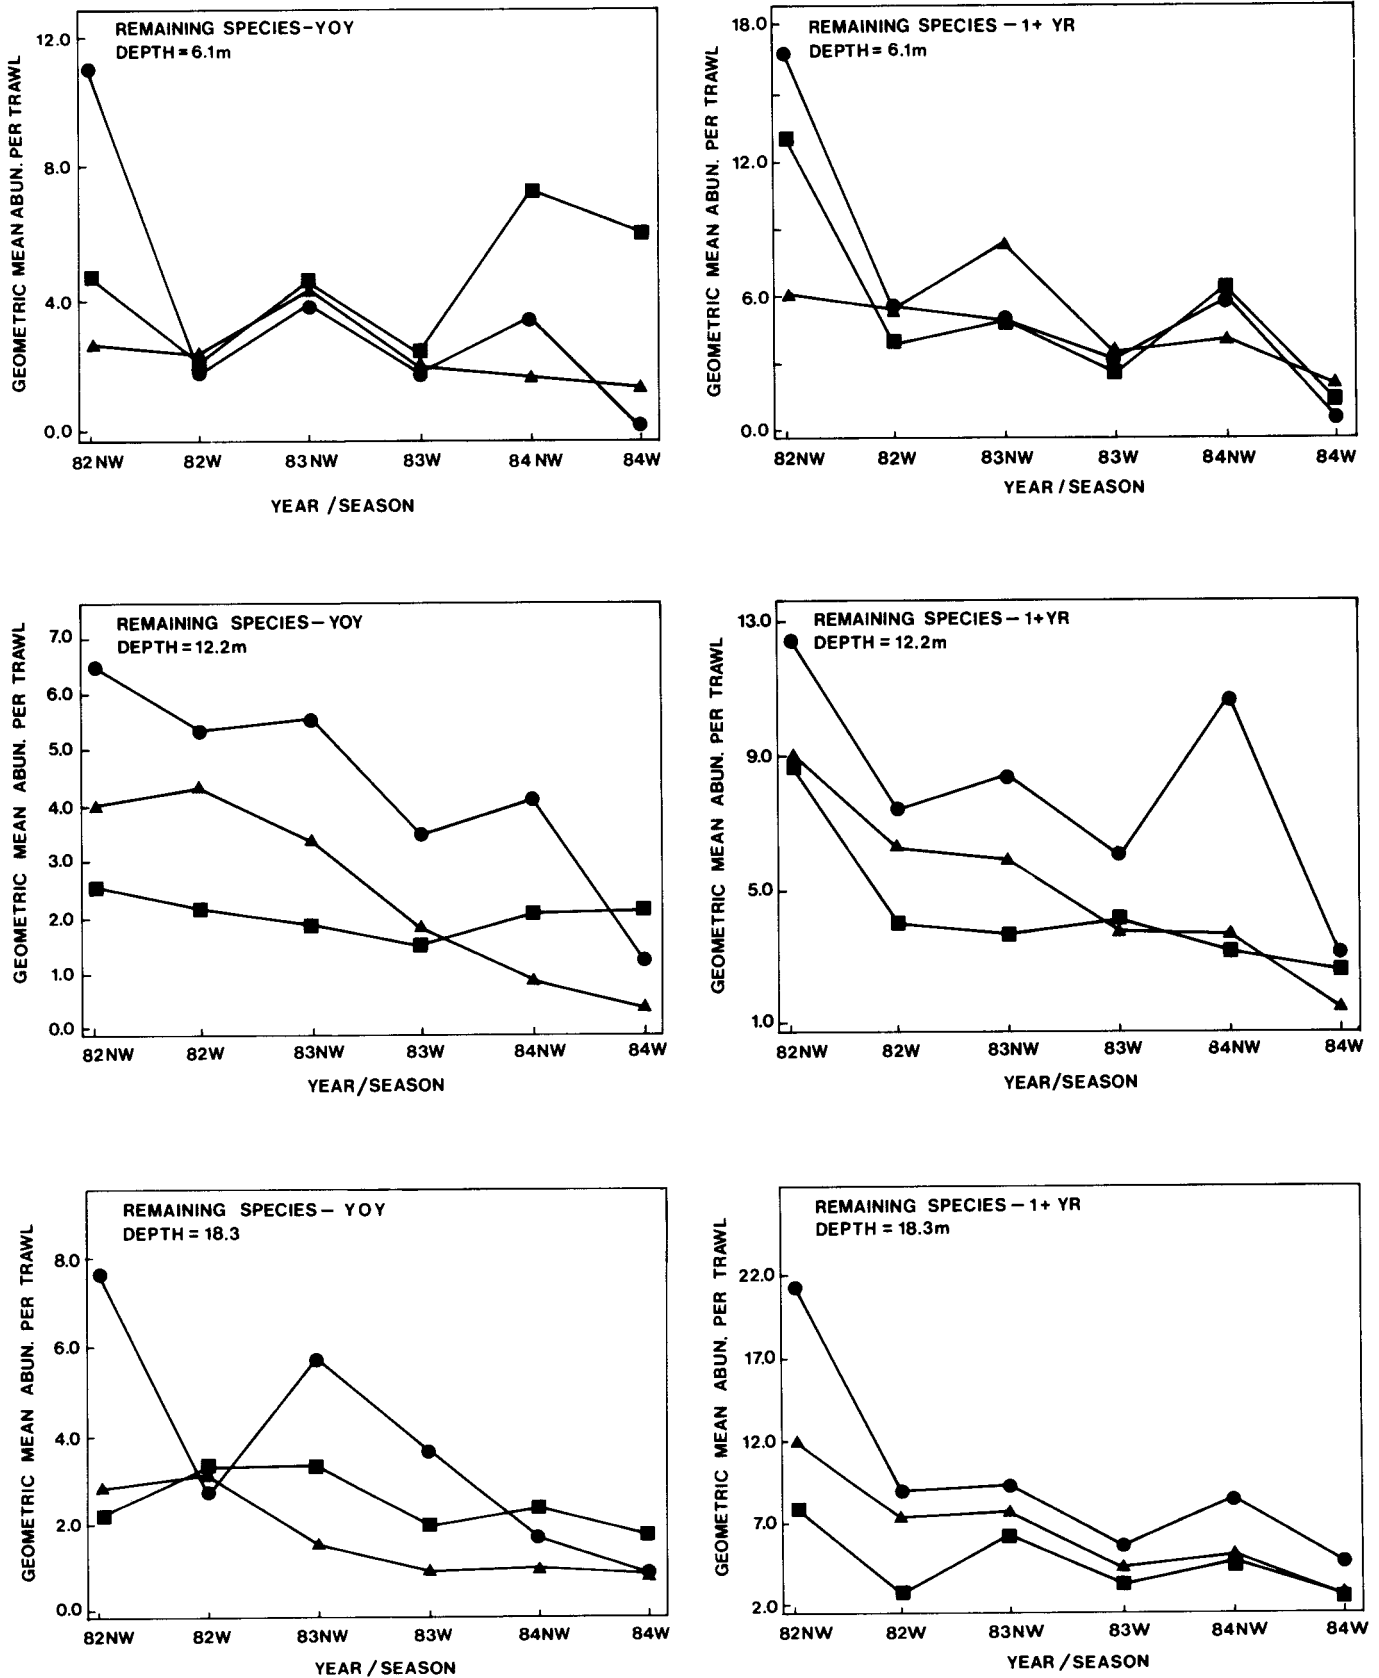 REMAINING SPECIES-YOY
DEPTH=6.1m
GEOMETRIC MEAN ABUN. PER TRAWL
12.0
8.0
4.0
0.0
82NW 82W 83NW 83W 84NW 84W
YEAR /SEASON
REMAINING SPECIES - 1+ YR
DEPTH=6.1m
GEOMETRIC MEAN ABUN. PER TRAWL
18.0
12.0
6.0
0.0
82NW 82W 83NW 83W 84NW 84W
YEAR / SEASON
REMAINING SPECIES- YOY
DEPTH=12.2m
GEOMETRIC MEAN ABUN. PER TRAWL
7.0
6.0
5.0
4.0
3.0
2.0
1.0
0.0
82NW 82W 83NW 83W 84NW 84W
YEAR/SEASON
REMAINING SPECIES - 1+YR
DEPTH = 12.2m
GEOMETRIC MEAN ABUN. PER TRAWL
13.0
9.0
5.0
1.0
82NW 82W 83NW 83W 84NW 84W
YEAR/SEASON
REMAINING SPECIES- YOY
DEPTH = 18.3
GEOMETRIC MEAN ABUN. PER TRAWL
8.0
6.0
4.0
2.0
0.0
82NW 82W 83NW 83W 84NW 84W
YEAR /SEASON
REMAINING SPECIES - 1+ YR
DEPTH = 18.3m
GEOMETRIC MEAN ABUN. PER TRAWL
22.0
17.0
12.0
7.0
2.0
82NW 82W 83NW 83W 84NW 84W
YEAR /SEASON